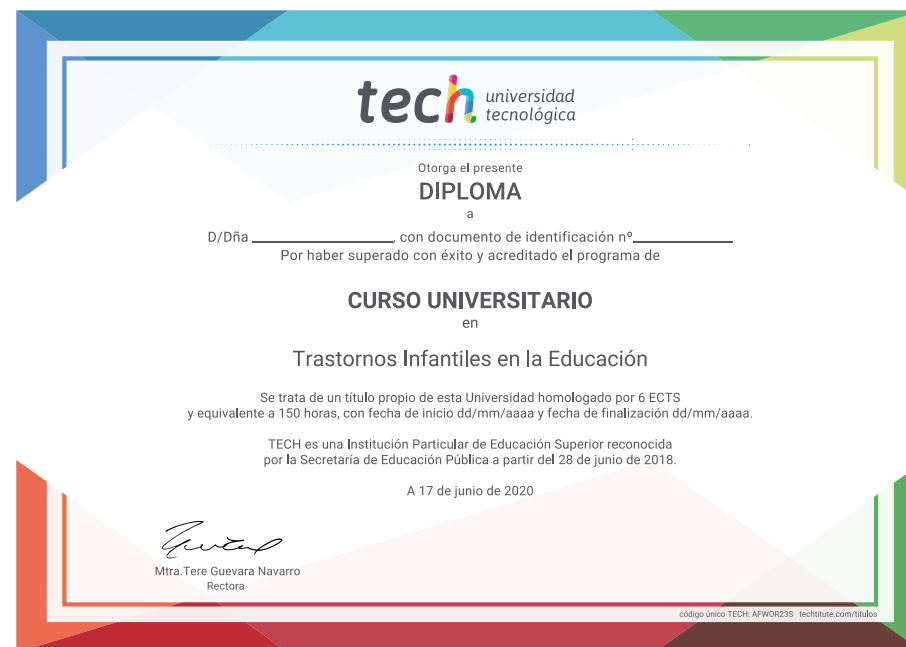 tech universidad
tecnológica
Otorga el presente
DIPLOMA
a
D/Dña ____________________, con documento de identificación nº______________
Por haber superado con éxito y acreditado el programa de
CURSO UNIVERSITARIO
en
Trastornos Infantiles en la Educación
Se trata de un título propio de esta Universidad homologado por 6 ECTS
y equivalente a 150 horas, con fecha de inicio dd/mm/aaaa y fecha de finalización dd/mm/aaaa.
TECH es una Institución Particular de Educación Superior reconocida
por la Secretaría de Educación Pública a partir del 28 de junio de 2018.
A 17 de junio de 2020
Mtra.Tere Guevara Navarro
Rectora
código único TECH: AFWOR23S techtitute.com/titulos